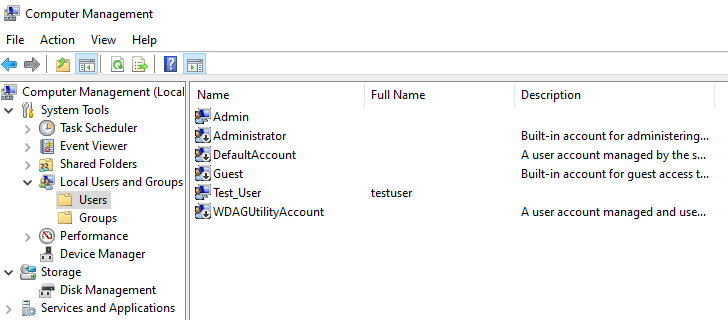 Computer Management
File Action View Help
Computer Management (Local
System Tools
Task Scheduler
Event Viewer
Shared Folders
Local Users and Groups
Users
Groups
Performance
Device Manager
Storage
Disk Management
Services and Applications
Name Full Name Description
Admin
Administrator Built-in account for administering...
DefaultAccount A user account managed by the s...
Guest Built-in account for guest access t...
Test_User testuser
WDAGUtilityAccount A user account managed and use...